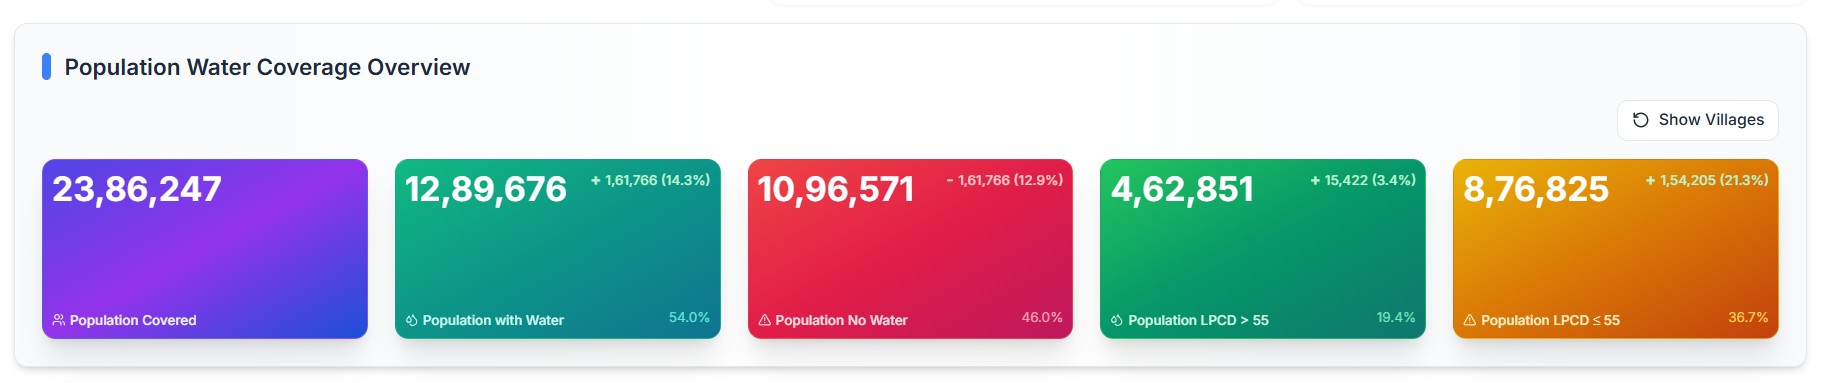 Population Water Coverage Overview
Show Villages
23,86,247
Population Covered
12,89,676
+ 1,61,766 (14.3%)
Population with Water
54.0%
10,96,571
- 1,61,766 (12.9%)
Population No Water
46.0%
4,62,851
+ 15,422 (3.4%)
Population LPCD > 55
19.4%
8,76,825
+ 1,54,205 (21.3%)
Population LPCD ≤ 55
36.7%